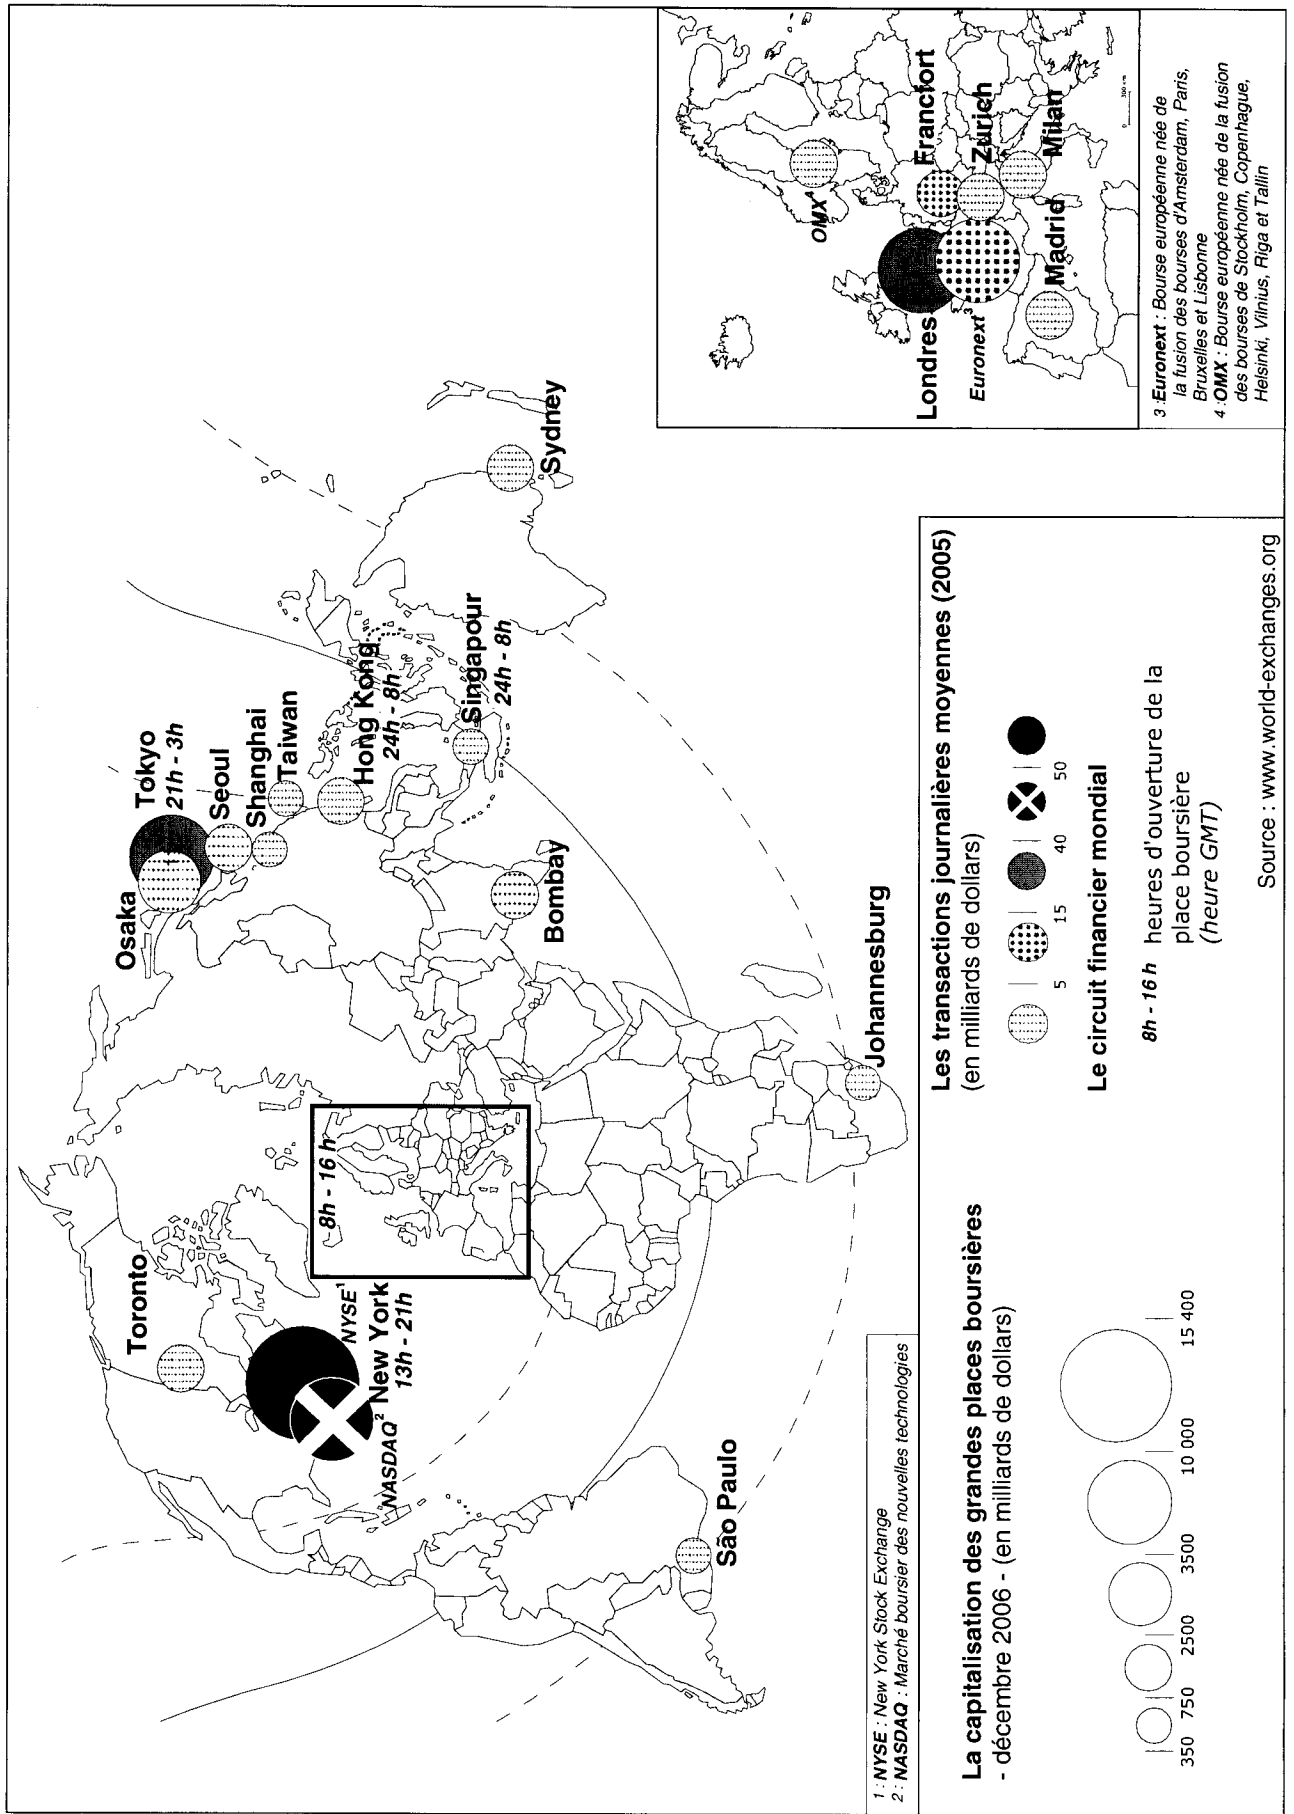 Toronto
NYSE¹
NASDAQ² New York
13h - 21h
8h - 16 h
Osaka
Tokyo
21h - 3h
Seoul
Shanghai
Taiwan
Hong Kong
24h - 8h
Singapour
24h - 8h
Bombay
Sydney
São Paulo
Johannesburg
OMX⁴
Londres
Euronext³
Francfort
Zurich
Milan
Madrid
0 300 km
3 :Euronext : Bourse européenne née de
la fusion des bourses d'Amsterdam, Paris,
Bruxelles et Lisbonne
4 :OMX : Bourse européenne née de la fusion
des bourses de Stockholm, Copenhague,
Helsinki, Vilnius, Riga et Tallin
1 : NYSE : New York Stock Exchange
2 : NASDAQ : Marché boursier des nouvelles technologies
La capitalisation des grandes places boursières
- décembre 2006 - (en milliards de dollars)
350 750 2500 3500 10 000 15 400
Les transactions journalières moyennes (2005)
(en milliards de dollars)
5 15 40 50
Le circuit financier mondial
8h - 16 h heures d'ouverture de la
place boursière
(heure GMT)
Source : www.world-exchanges.org